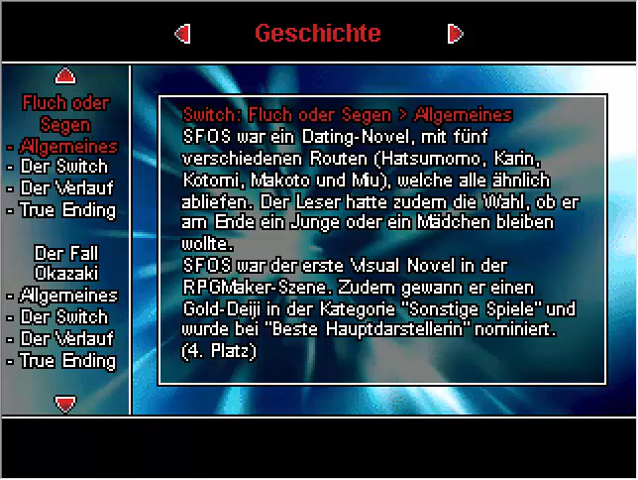 Geschichte
Fluch oder
Segen
- Allgemeines
- Der Switch
- Der Verlauf
- True Ending
Der Fall
Okazaki
- Allgemeines
- Der Switch
- Der Verlauf
- True Ending
Switch: Fluch oder Segen > Allgemeines
SFOS war ein Dating-Novel, mit fünf
verschiedenen Routen (Hatsumomo, Karin,
Kotomi, Makoto und Miu), welche alle ähnlich
abliefen. Der Leser hatte zudem die Wahl, ob er
am Ende ein Junge oder ein Mädchen bleiben
wollte.
SFOS war der erste Visual Novel in der
RPGMaker-Szene. Zudem gewann er einen
Gold-Deiji in der Kategorie "Sonstige Spiele" und
wurde bei "Beste Hauptdarstellerin" nominiert.
(4. Platz)